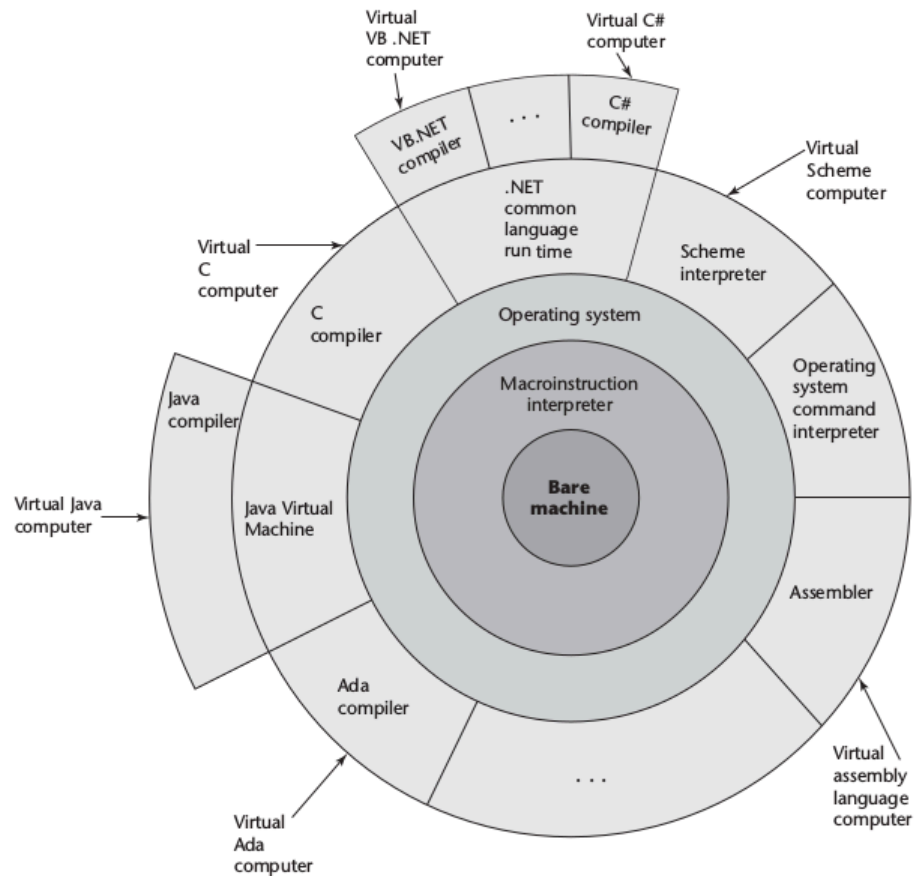 Virtual
VB .NET
computer
Virtual C#
computer
VB.NET
compiler
. . .
C#
compiler
Virtual
Scheme
computer
.NET
common
language
run time
Scheme
interpreter
Virtual
C
computer
C
compiler
Operating system
Operating
system
command
interpreter
Macroinstruction
interpreter
Java
compiler
Bare
machine
Virtual Java
computer
Java Virtual
Machine
Assembler
Ada
compiler
. . .
Virtual
assembly
language
computer
Virtual
Ada
computer